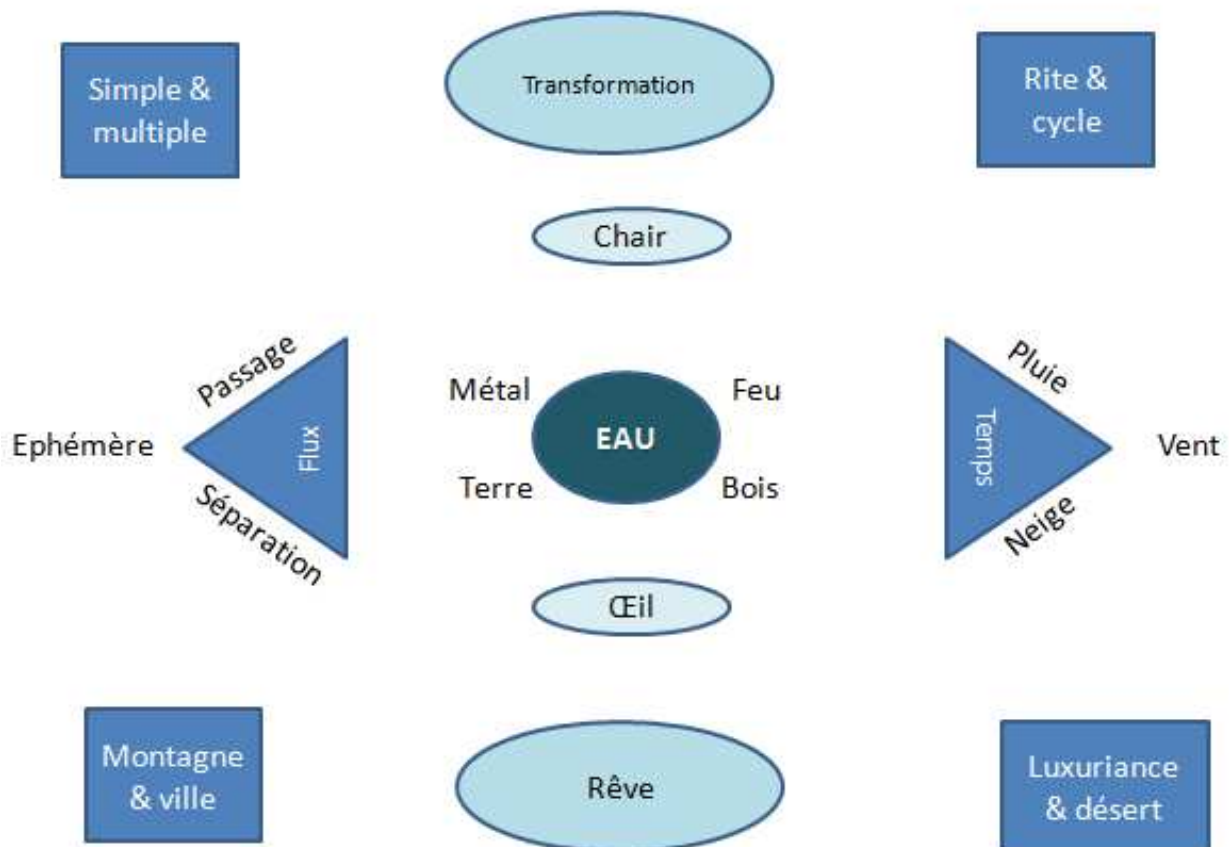 Simple &
multiple
Transformation
Rite &
cycle
Chair
Passage
Ephémère
Flux
Séparation
Métal
Feu
EAU
Terre
Bois
Pluie
Temps
Vent
Neige
Œil
Montagne
& ville
Rêve
Luxuriance
& désert